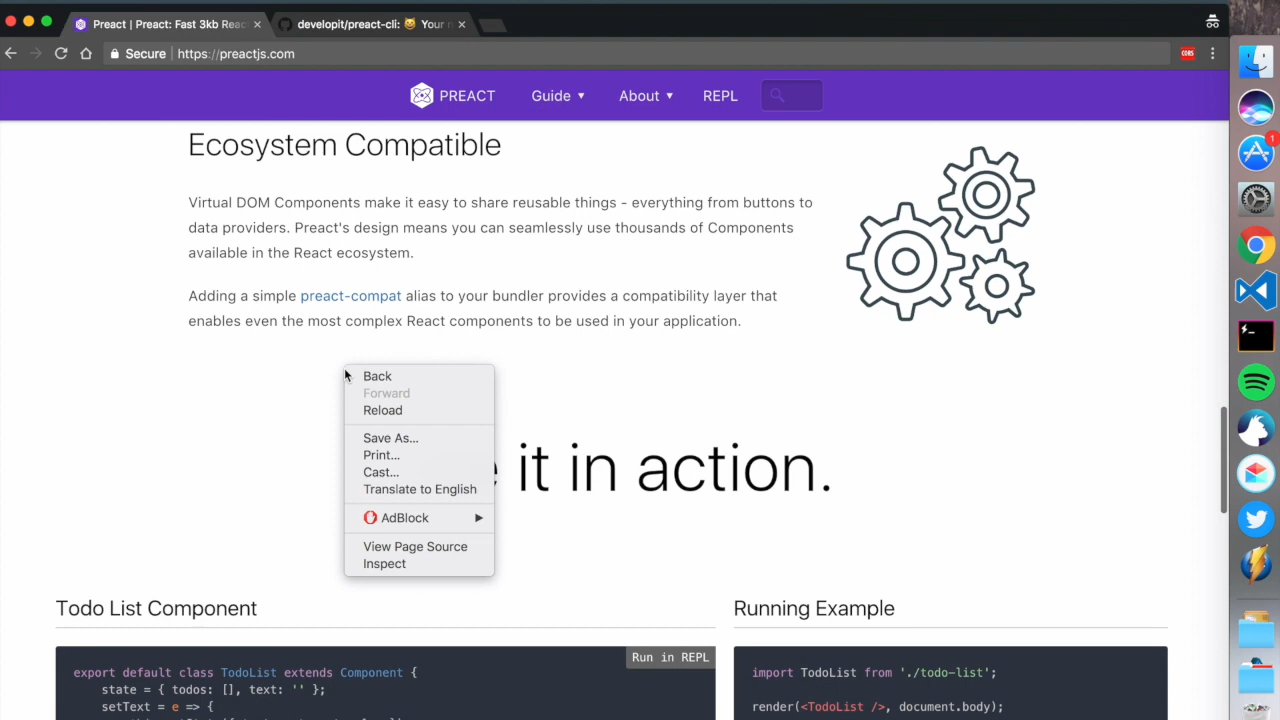 Preact | Preact: Fast 3kb Reac
developit/preact-cli: 😺 Your n
Secure
https://preactjs.com
CORS
PREACT
Guide ▼
About ▼
REPL
1
Ecosystem Compatible
Virtual DOM Components make it easy to share reusable things - everything from buttons to
data providers. Preact's design means you can seamlessly use thousands of Components
available in the React ecosystem.
Adding a simple preact-compat alias to your bundler provides a compatibility layer that
enables even the most complex React components to be used in your application.
Back
Forward
Reload
Save As...
Print...
Cast...
Translate to English
AdBlock
View Page Source
Inspect
it in action.
Todo List Component
Running Example
Run in REPL
export default class TodoList extends Component {
state = { todos: [], text: '' };
setText = e => {
import TodoList from './todo-list';
render(<TodoList />, document.body);